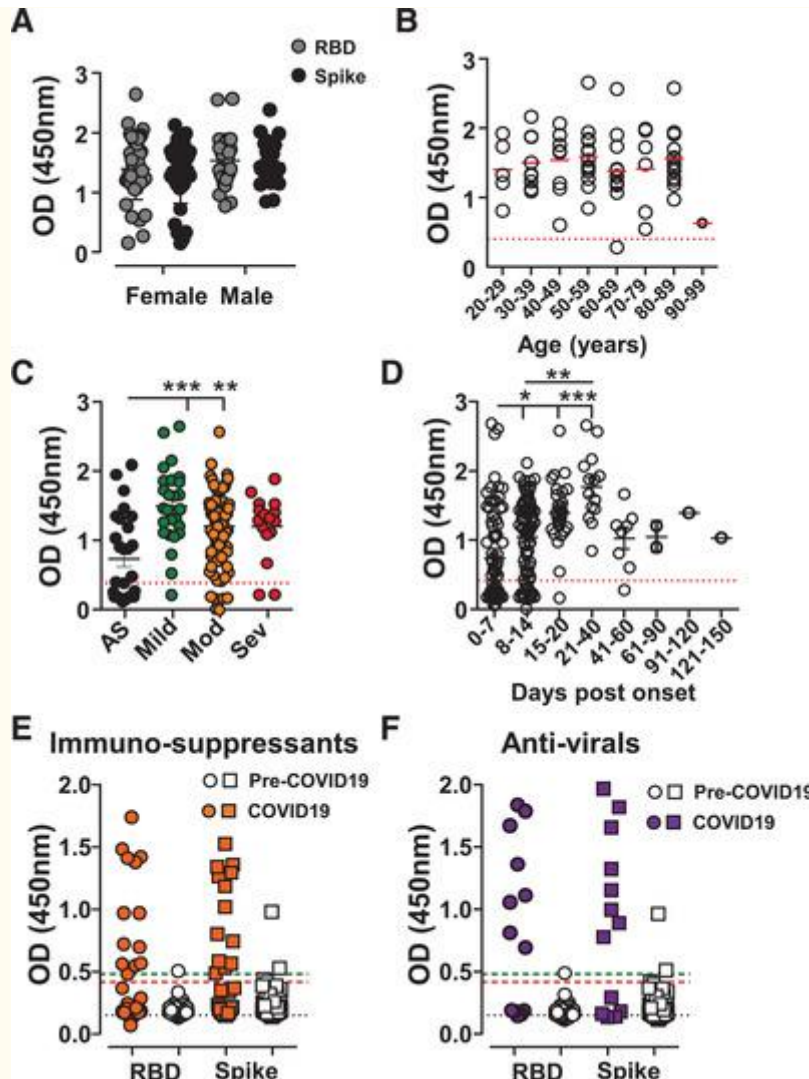 A
RBD
Spike
OD (450nm)
3
2
1
0
Female Male
B
OD (450nm)
3
2
1
0
20-29
30-39
40-49
50-59
60-69
70-79
80-89
90-99
Age (years)
C
*** **
OD (450nm)
3
2
1
0
AS
Mild
Mod
Sev
D
**
* ***
OD (450nm)
3
2
1
0
0-7
8-14
15-20
21-40
41-60
61-90
91-120
121-150
Days post onset
E Immuno-suppressants
Pre-COVID19
COVID19
OD (450nm)
2.0
1.5
1.0
0.5
0.0
RBD Spike
F Anti-virals
Pre-COVID19
COVID19
OD (450nm)
2.0
1.5
1.0
0.5
0.0
RBD Spike